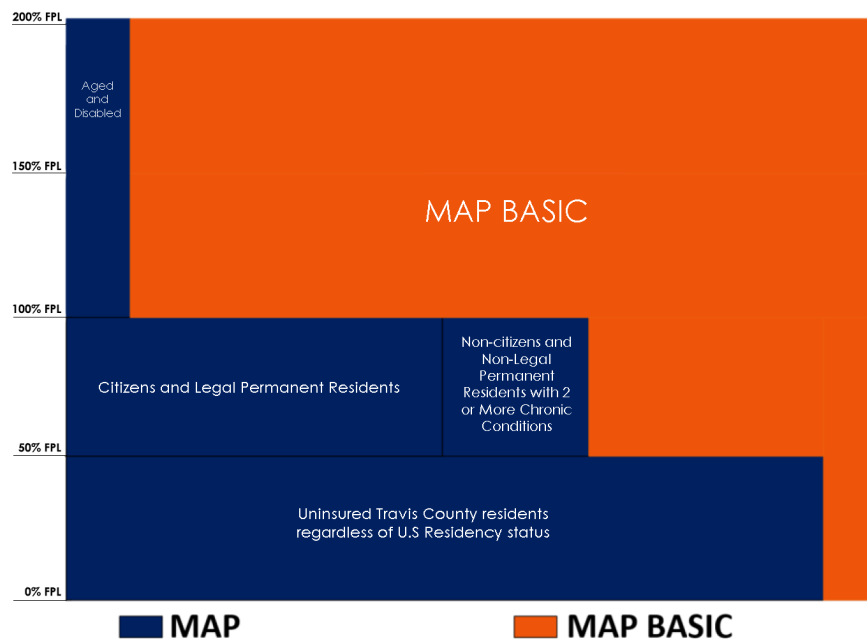 200% FPL
Aged
and
Disabled
150% FPL
MAP BASIC
100% FPL
Citizens and Legal Permanent Residents
Non-citizens and
Non-Legal
Permanent
Residents with 2
or More Chronic
Conditions
50% FPL
Uninsured Travis County residents
regardless of U.S Residency status
0% FPL
MAP
MAP BASIC